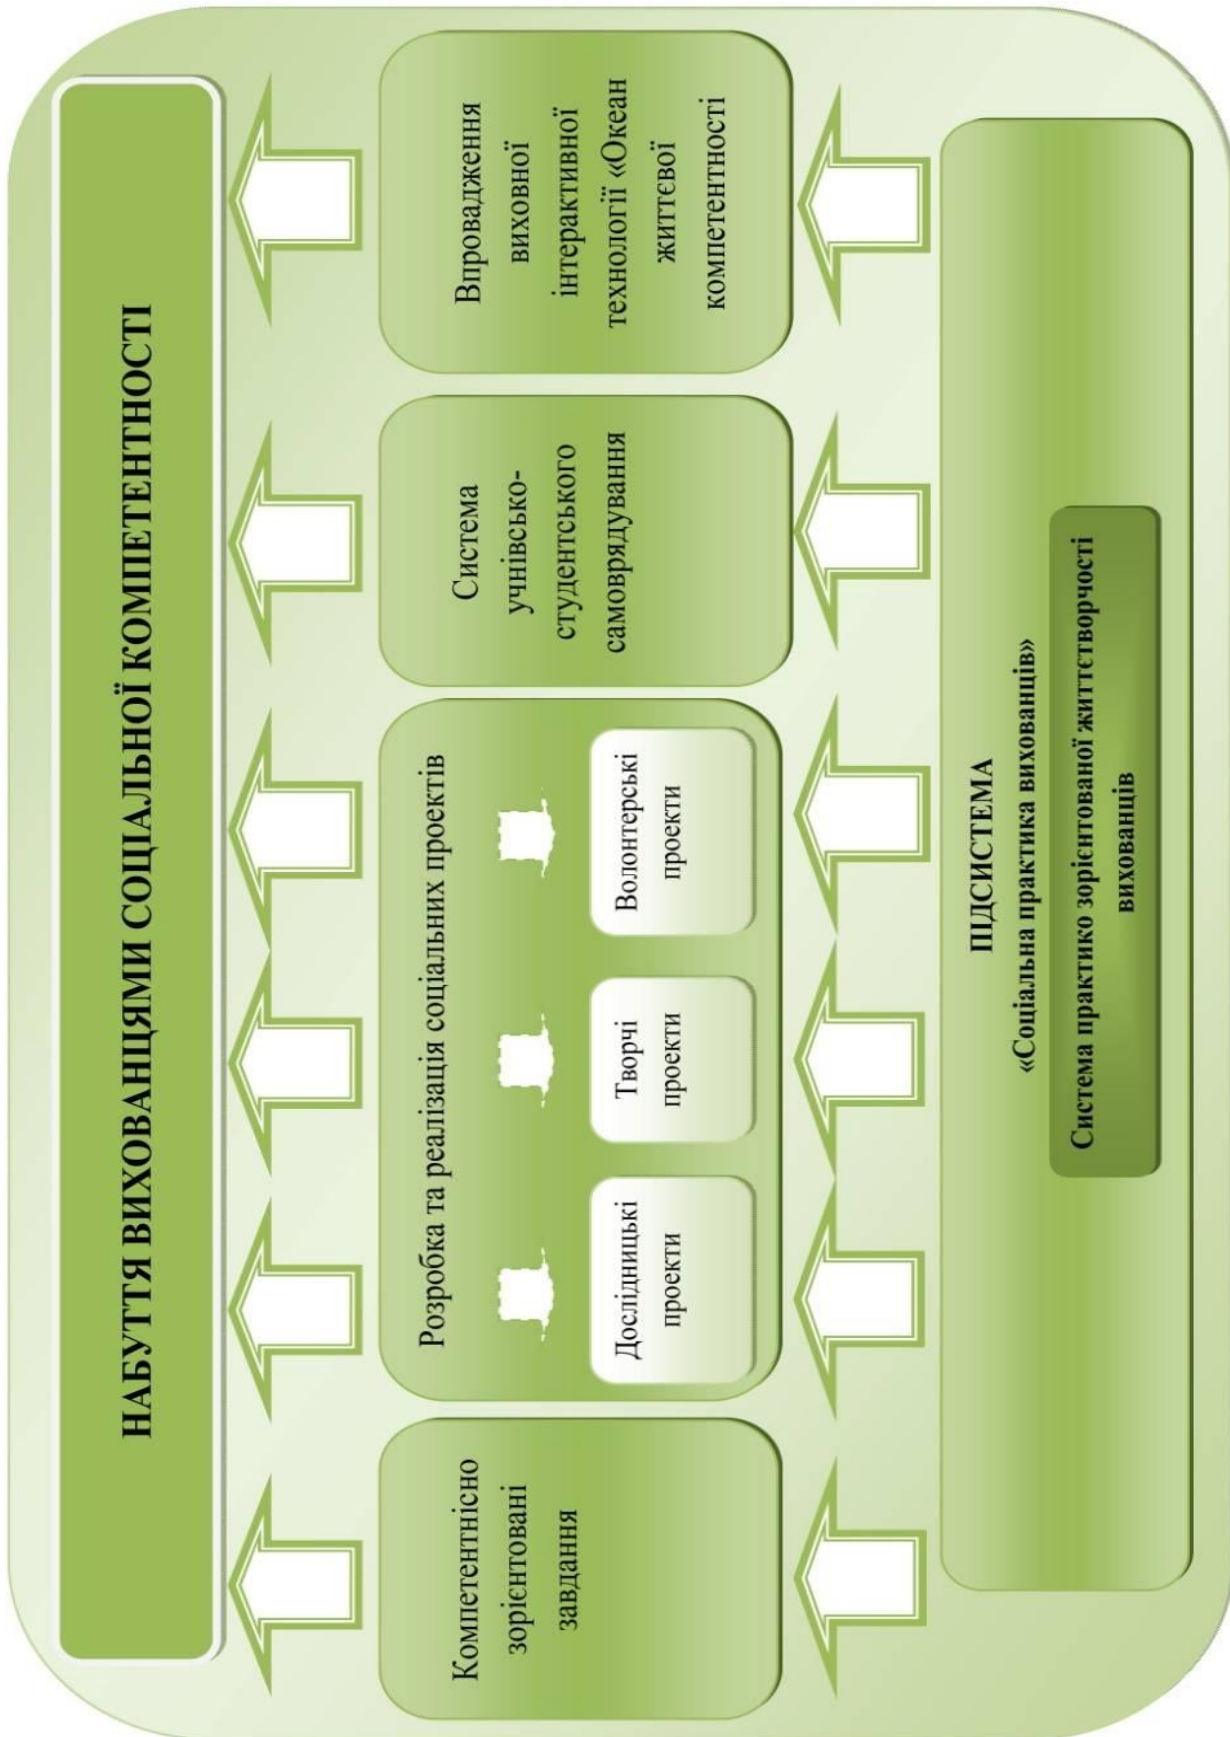 НАБУТТЯ ВИХОВАНЦЯМИ СОЦІАЛЬНОЇ КОМПЕТЕНТНОСТІ
Компетентнісно
зорієнтовані
завдання
Розробка та реалізація соціальних проектів
Дослідницькі
проекти
Творчі
проекти
Волонтерські
проекти
Система
учнівсько-
студентського
самоврядування
Впровадження
виховної
інтерактивної
технології «Океан
життєвої
компетентності
ПІДСИСТЕМА
«Соціальна практика вихованців»
Система практико зорієнтованої життєтворчості
вихованців